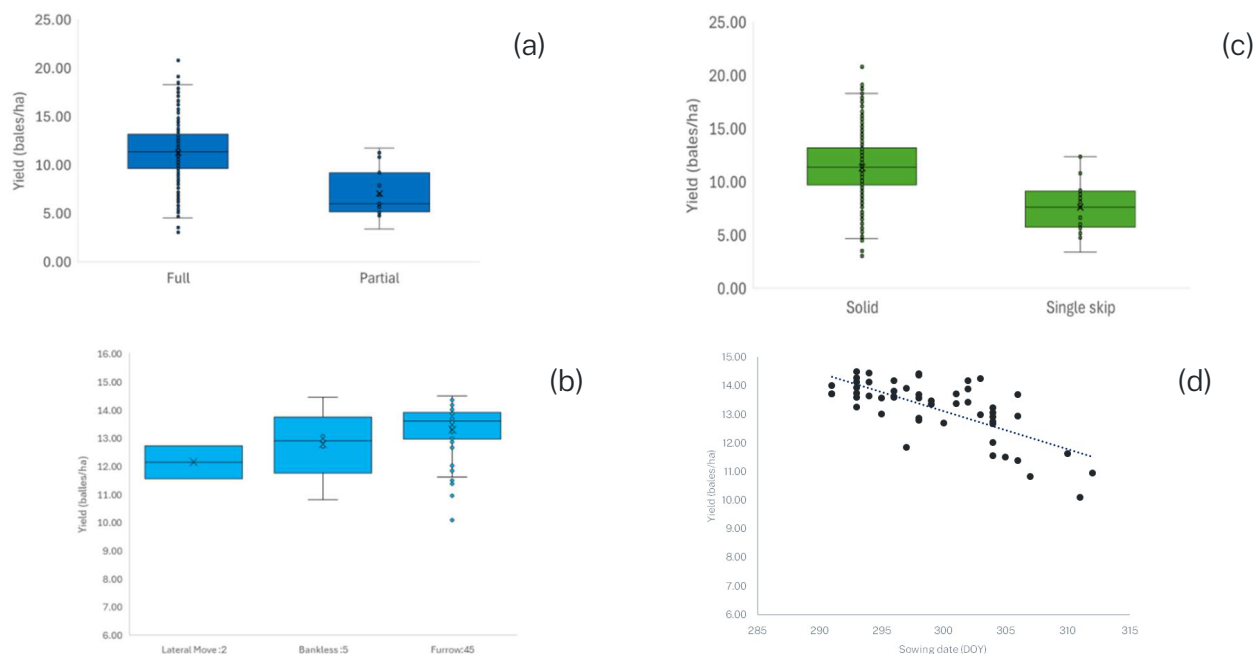 (a)
25.00
20.00
15.00
10.00
5.00
0.00
Yield (bales/ha)
Full Partial
(c)
25.00
20.00
15.00
10.00
5.00
0.00
Yield (bales/ha)
Solid Single skip
(b)
16.00
15.00
14.00
13.00
12.00
11.00
10.00
9.00
8.00
7.00
6.00
Yield (balles/ha)
Lateral Move :2 Bankless :5 Furrow:45
(d)
15.00
14.00
13.00
12.00
11.00
10.00
9.00
8.00
7.00
6.00
Yield (bales/ha)
285 290 295 300 305 310 315
Sowing date (DOY)